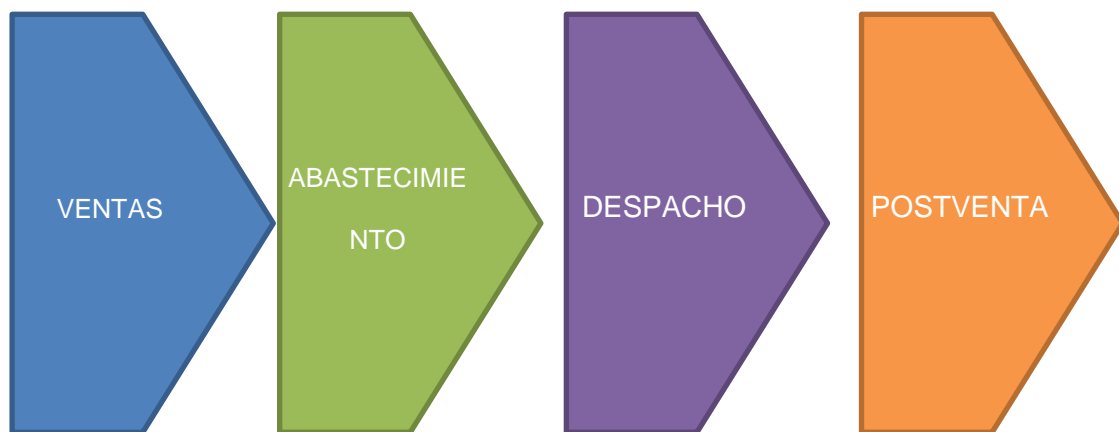 VENTAS
ABASTECIMIE
NTO
DESPACHO
POSTVENTA